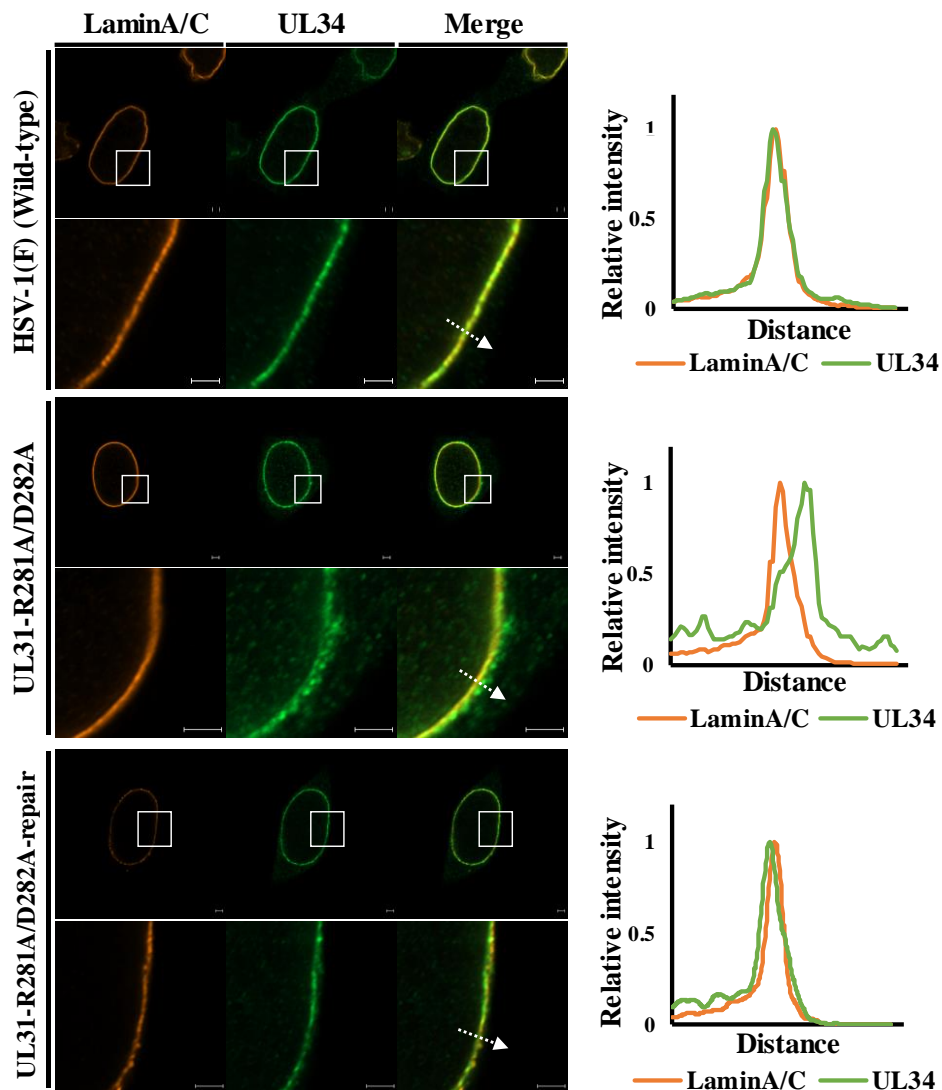 LaminA/C UL34 Merge
HSV-1(F) (Wild-type)
Relative intensity
1
0.5
0
Distance
LaminA/C UL34
UL31-R281A/D282A
Relative intensity
1
0.5
0
Distance
LaminA/C UL34
UL31-R281A/D282A-repair
Relative intensity
1
0.5
0
Distance
LaminA/C UL34